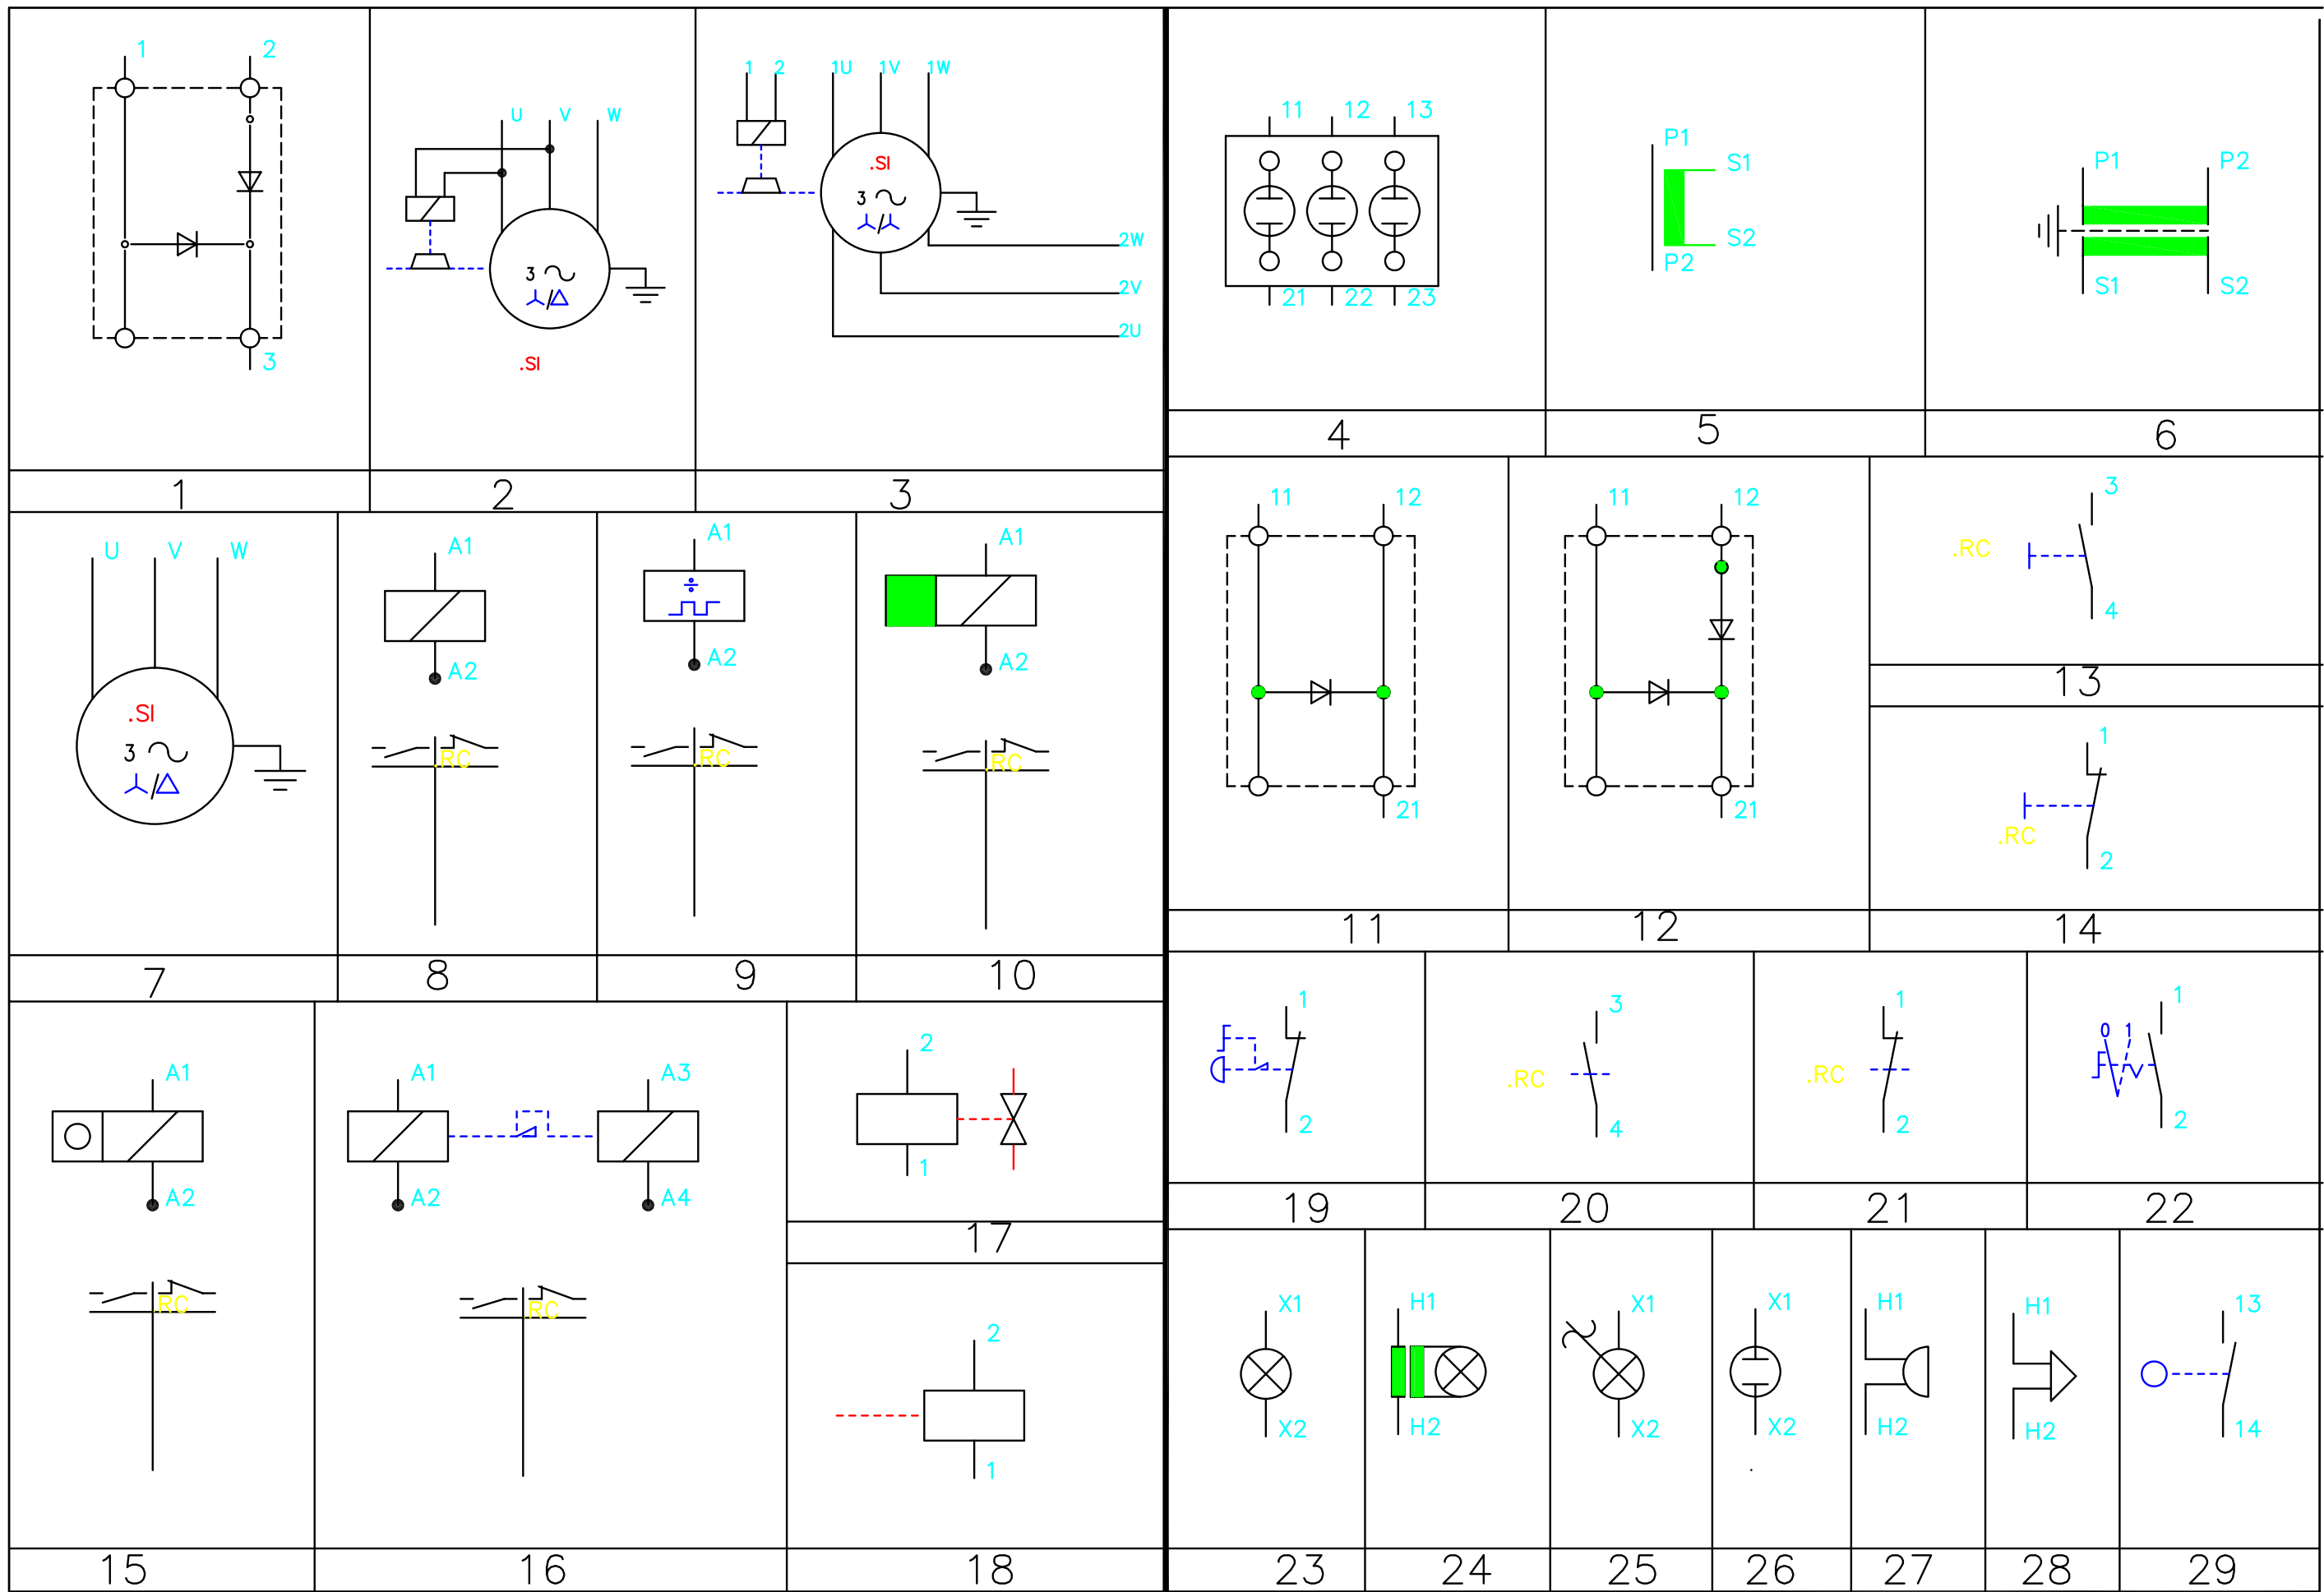 1 2
3
1
U V W
3
.SI
2
1 2 1U 1V 1W
.SI
3
2W
2V
2U
3
11 12 13
21 22 23
4
P1
S1
S2
P2
5
P1 P2
S1 S2
6
U V W
.SI
3
7
A1
A2
.RC
8
A1
÷
A2
.RC
9
A1
A2
.RC
10
11 12
21
11
11 12
21
12
3
.RC
4
13
1
.RC
2
14
A1
A2
.RC
15
A1 A3
A2 A4
.RC
16
2
1
17
2
1
18
1
2
19
3
.RC
4
20
1
.RC
2
21
1
0 1
2
22
X1
X2
23
H1
H2
24
X1
X2
25
X1
X2
26
H1
H2
27
H1
H2
28
13
14
29